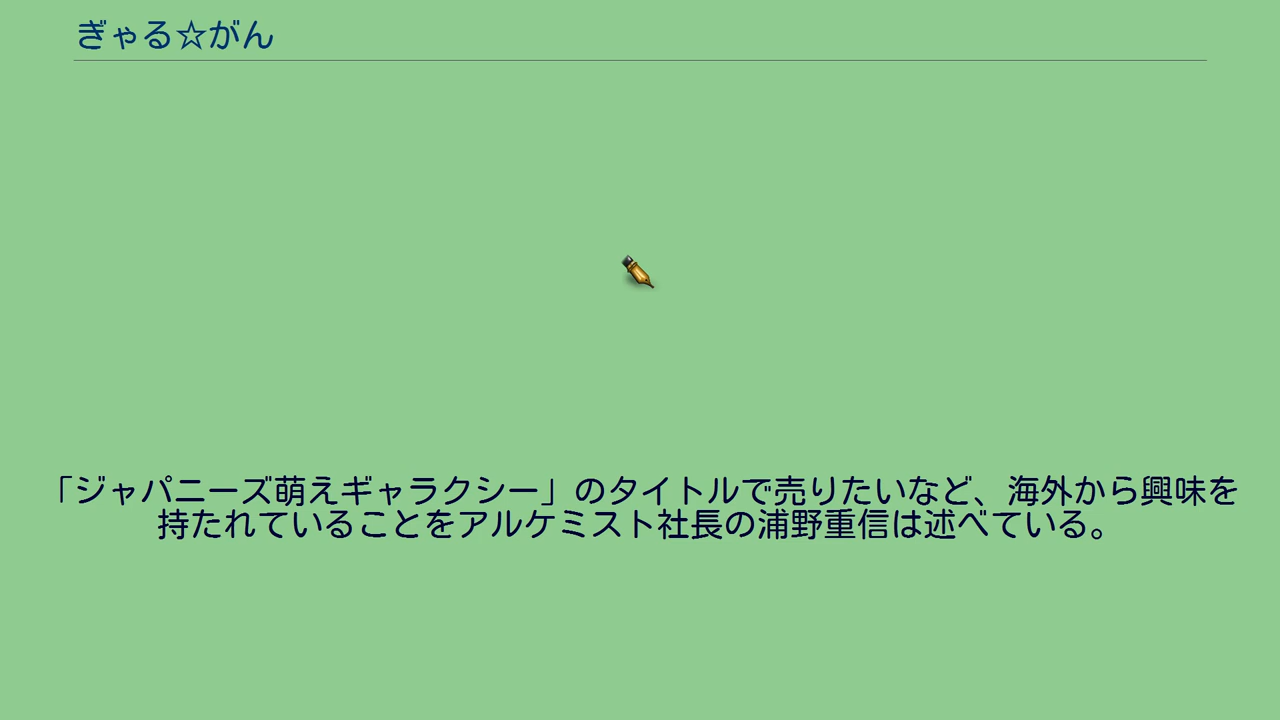 ぎゃる☆がん
「ジャパニーズ萌えギャラクシー」のタイトルで売りたいなど、海外から興味を
持たれていることをアルケミスト社長の浦野重信は述べている。